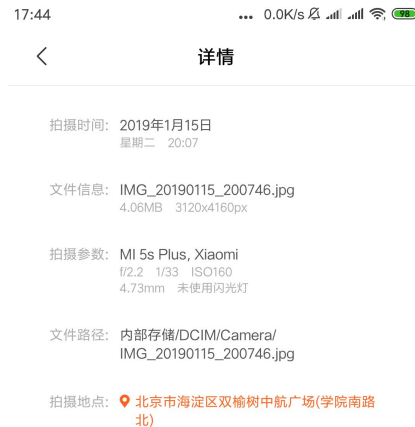 17:44 ... 0.0K/s 98
详情
拍摄时间: 2019年1月15日
星期二 20:07
文件信息: IMG_20190115_200746.jpg
4.06MB 3120x4160px
拍摄参数: MI 5s Plus, Xiaomi
f/2.2 1/33 ISO160
4.73mm 未使用闪光灯
文件路径: 内部存储/DCIM/Camera/
IMG_20190115_200746.jpg
拍摄地点: 北京市海淀区双榆树中航广场(学院南路
北)